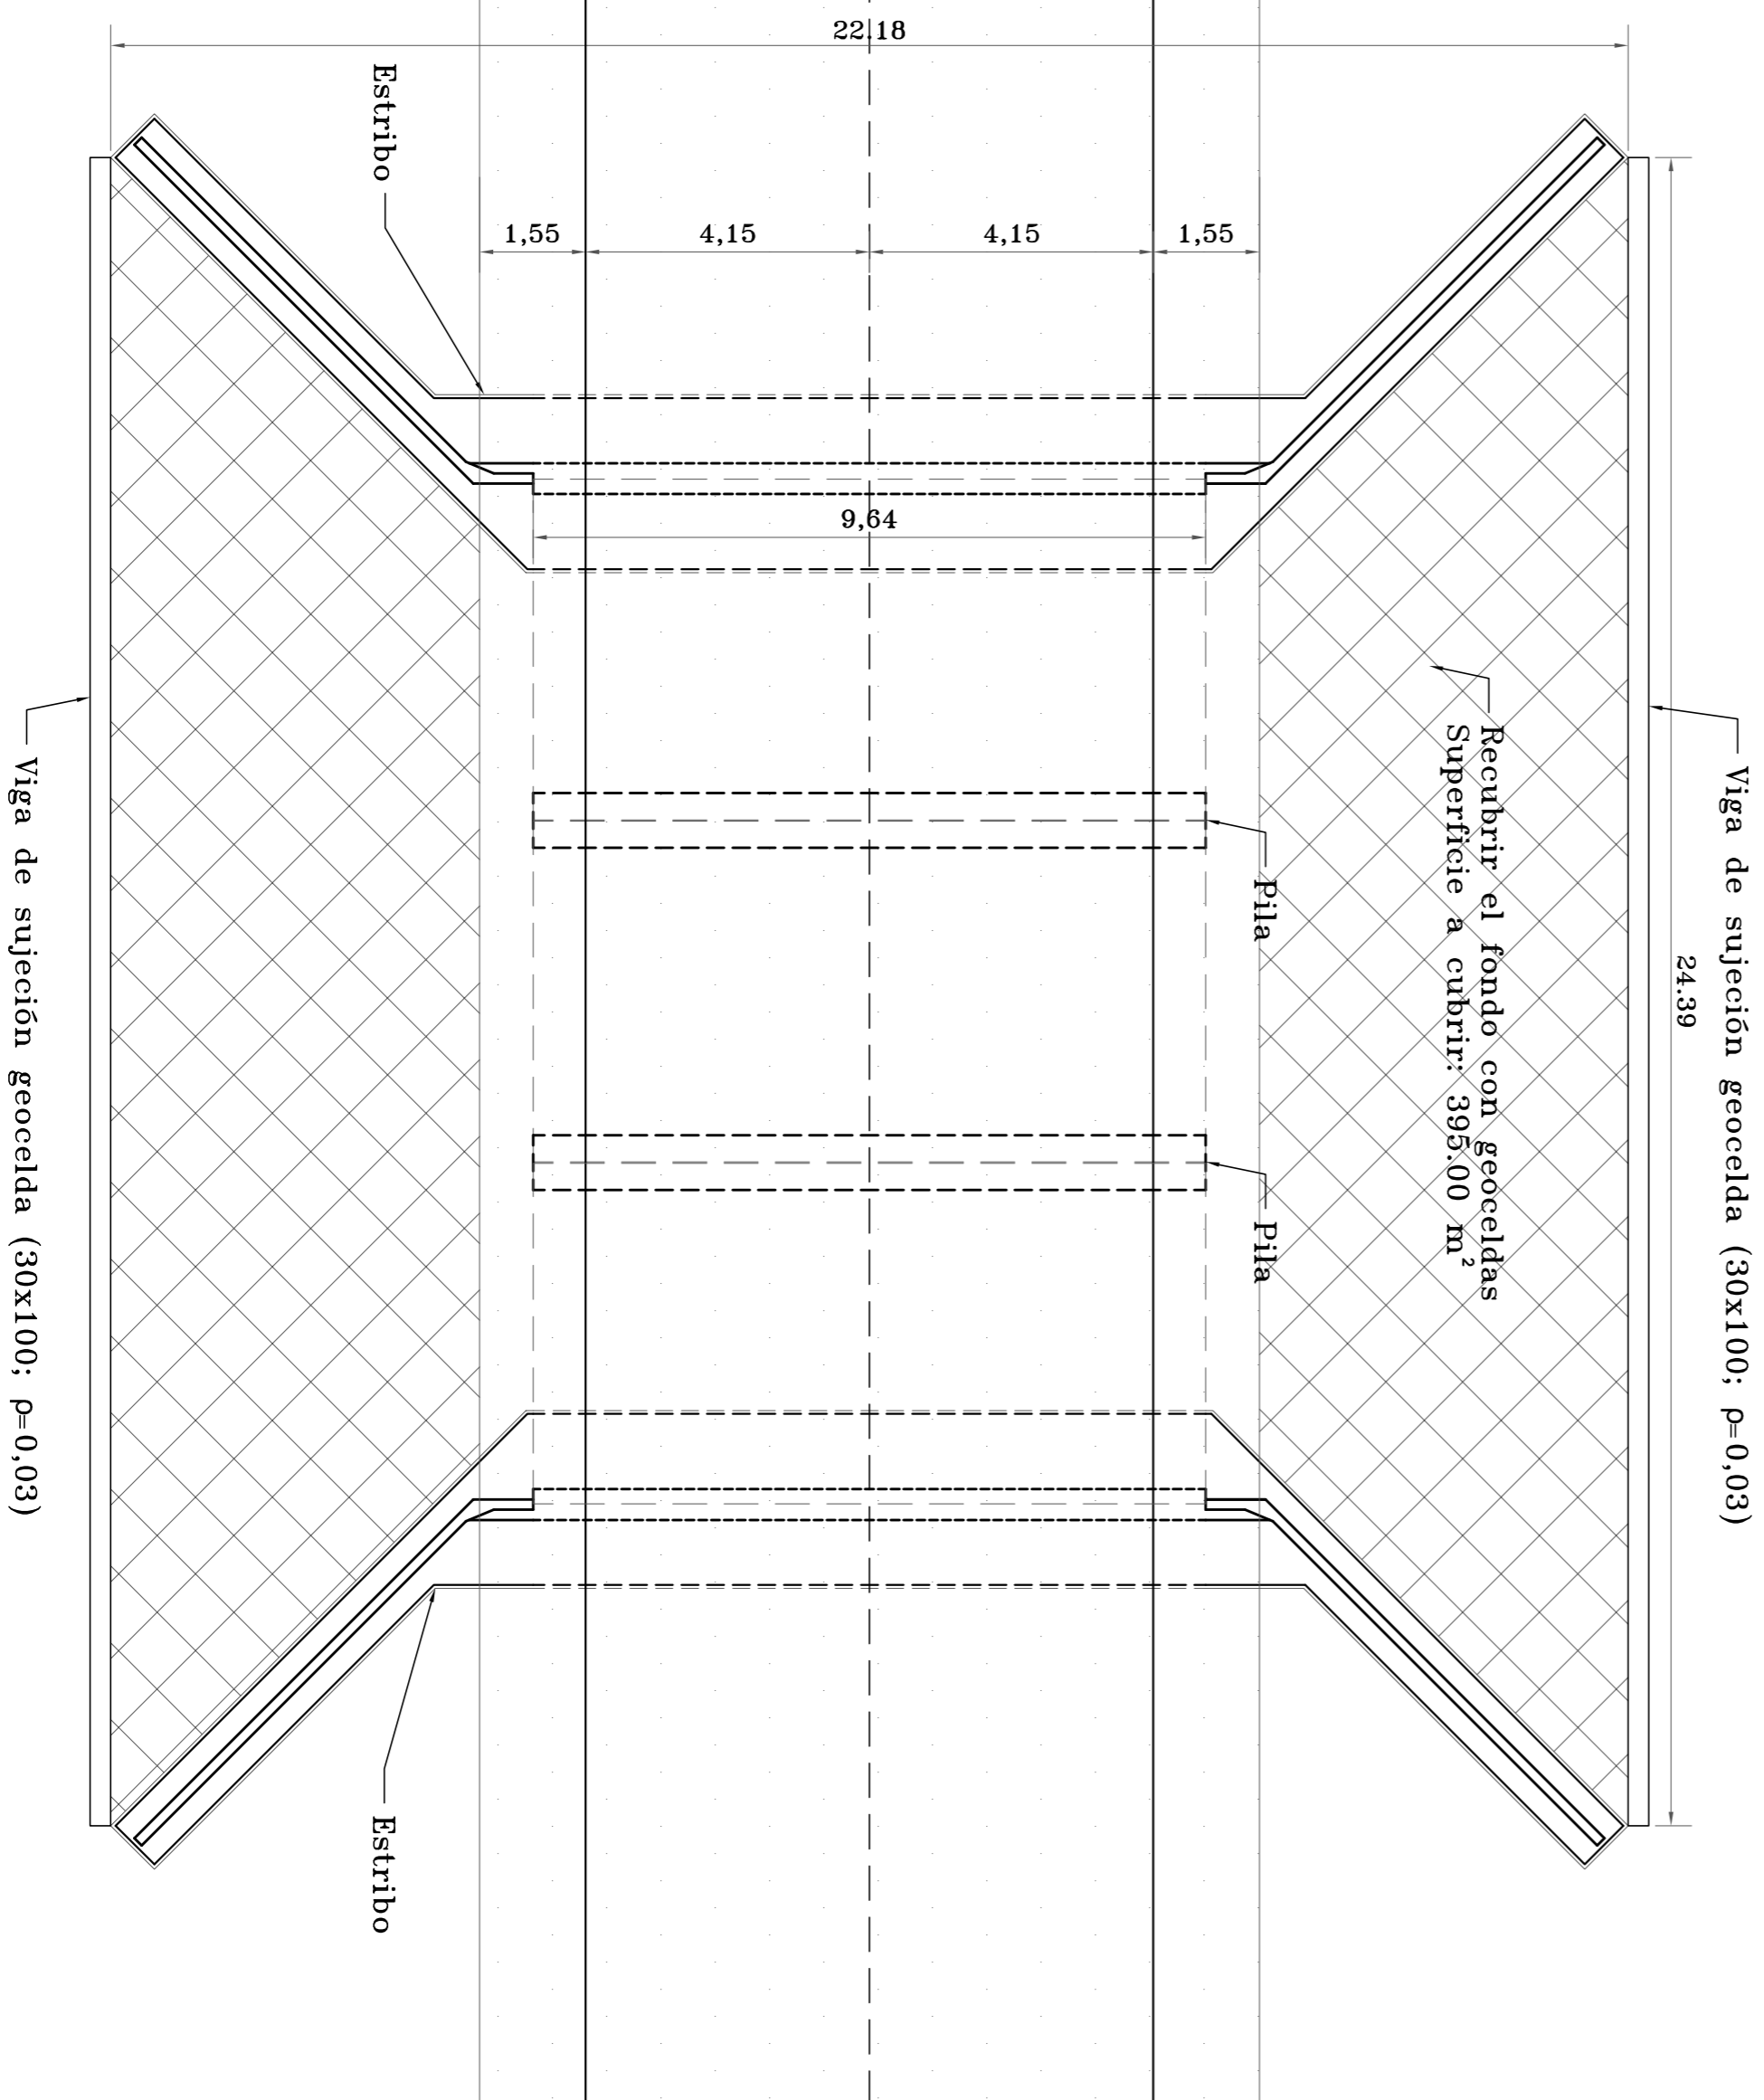 22.18
Estribo
1,55
4,15
4,15
1,55
9,64
Viga de sujeción geocelda (30x100; ρ=0,03)
24.39
Recubrir el fondo con geoceldas
Superficie a cubrir: 395.00 m²
Pila
Pila
Estribo
Viga de sujeción geocelda (30x100; ρ=0,03)